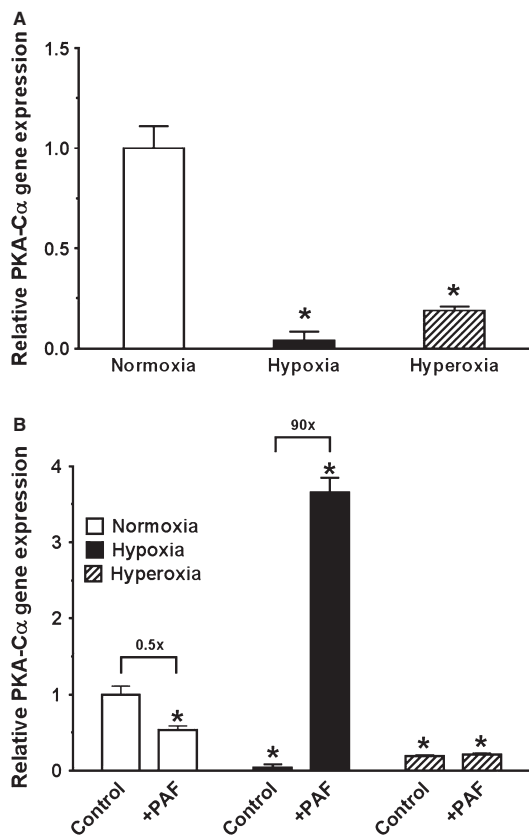 A
Relative PKA-Cα gene expression
1.5
1.0
0.5
0.0
*
*
Normoxia Hypoxia Hyperoxia
B
Relative PKA-Cα gene expression
90x
4
3
2
1
0
Normoxia
Hypoxia
Hyperoxia
0.5x
*
*
*
*
*
Control +PAF Control +PAF Control +PAF